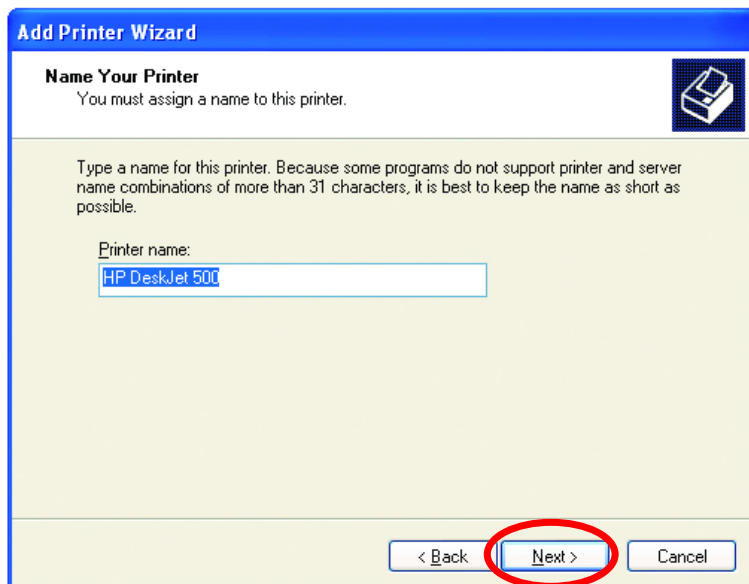 Add Printer Wizard
Name Your Printer
You must assign a name to this printer.
Type a name for this printer. Because some programs do not support printer and server
name combinations of more than 31 characters, it is best to keep the name as short as
possible.
Printer name:
HP DeskJet 500
< Back Next > Cancel